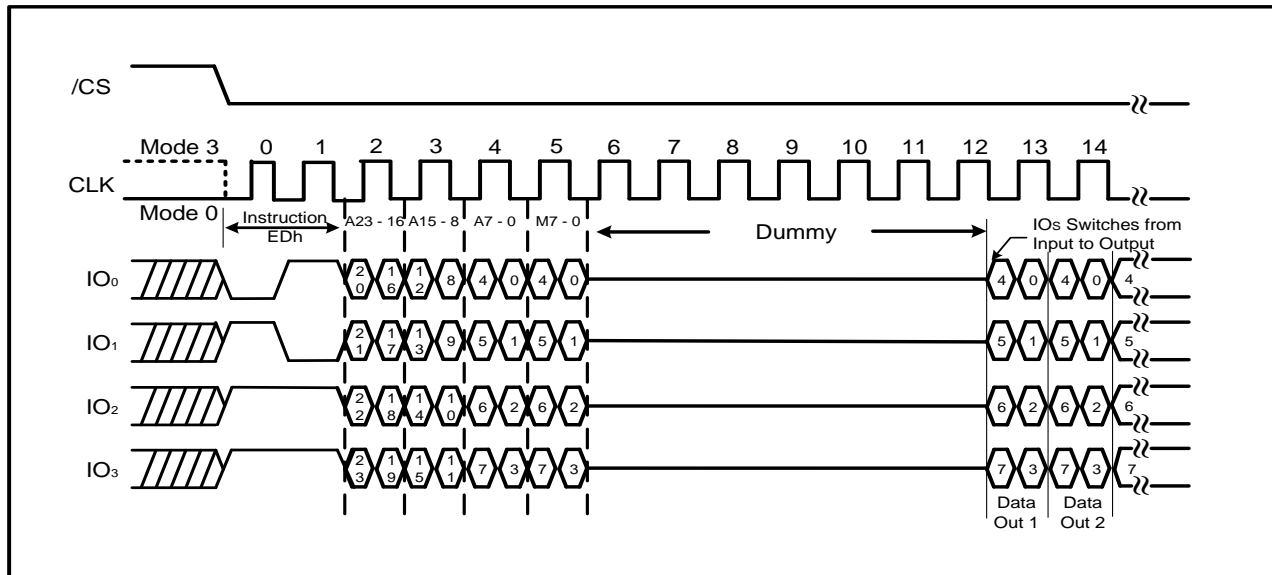 /CS
Mode 3 0 1 2 3 4 5 6 7 8 9 10 11 12 13 14
CLK
Mode 0
Instruction
EDh
A23 - 16 A15 - 8 A7 - 0 M7 - 0
Dummy
IOs Switches from
Input to Output
IO0 20 16 12 8 4 0 4 0 4 0 4 0 4
IO1 21 17 13 9 5 1 5 1 5 1 5 1 5
IO2 22 18 14 10 6 2 6 2 6 2 6 2 6
IO3 23 19 15 11 7 3 7 3 7 3 7 3 7
Data
Out 1
Data
Out 2